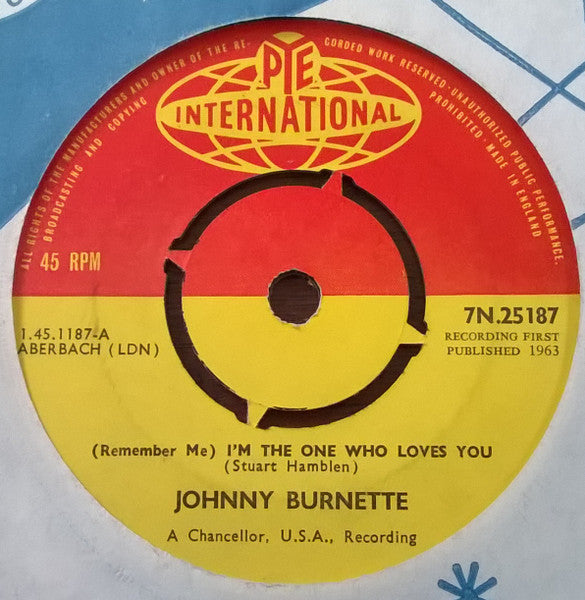 ALL RIGHTS OF THE MANUFACTURERS AND OWNER OF THE RE-CORDED WORK RESERVED·UNAUTHORIZED PUBLIC PERFORMANCE,
BROADCASTING AND COPYING PROHIBITED·MADE IN ENGLAND
PYE
INTERNATIONAL
45 RPM
1.45.1187-A
ABERBACH (LDN)
7N.25187
RECORDING FIRST
PUBLISHED 1963
(Remember Me) I'M THE ONE WHO LOVES YOU
(Stuart Hamblen)
JOHNNY BURNETTE
A Chancellor, U.S.A., Recording